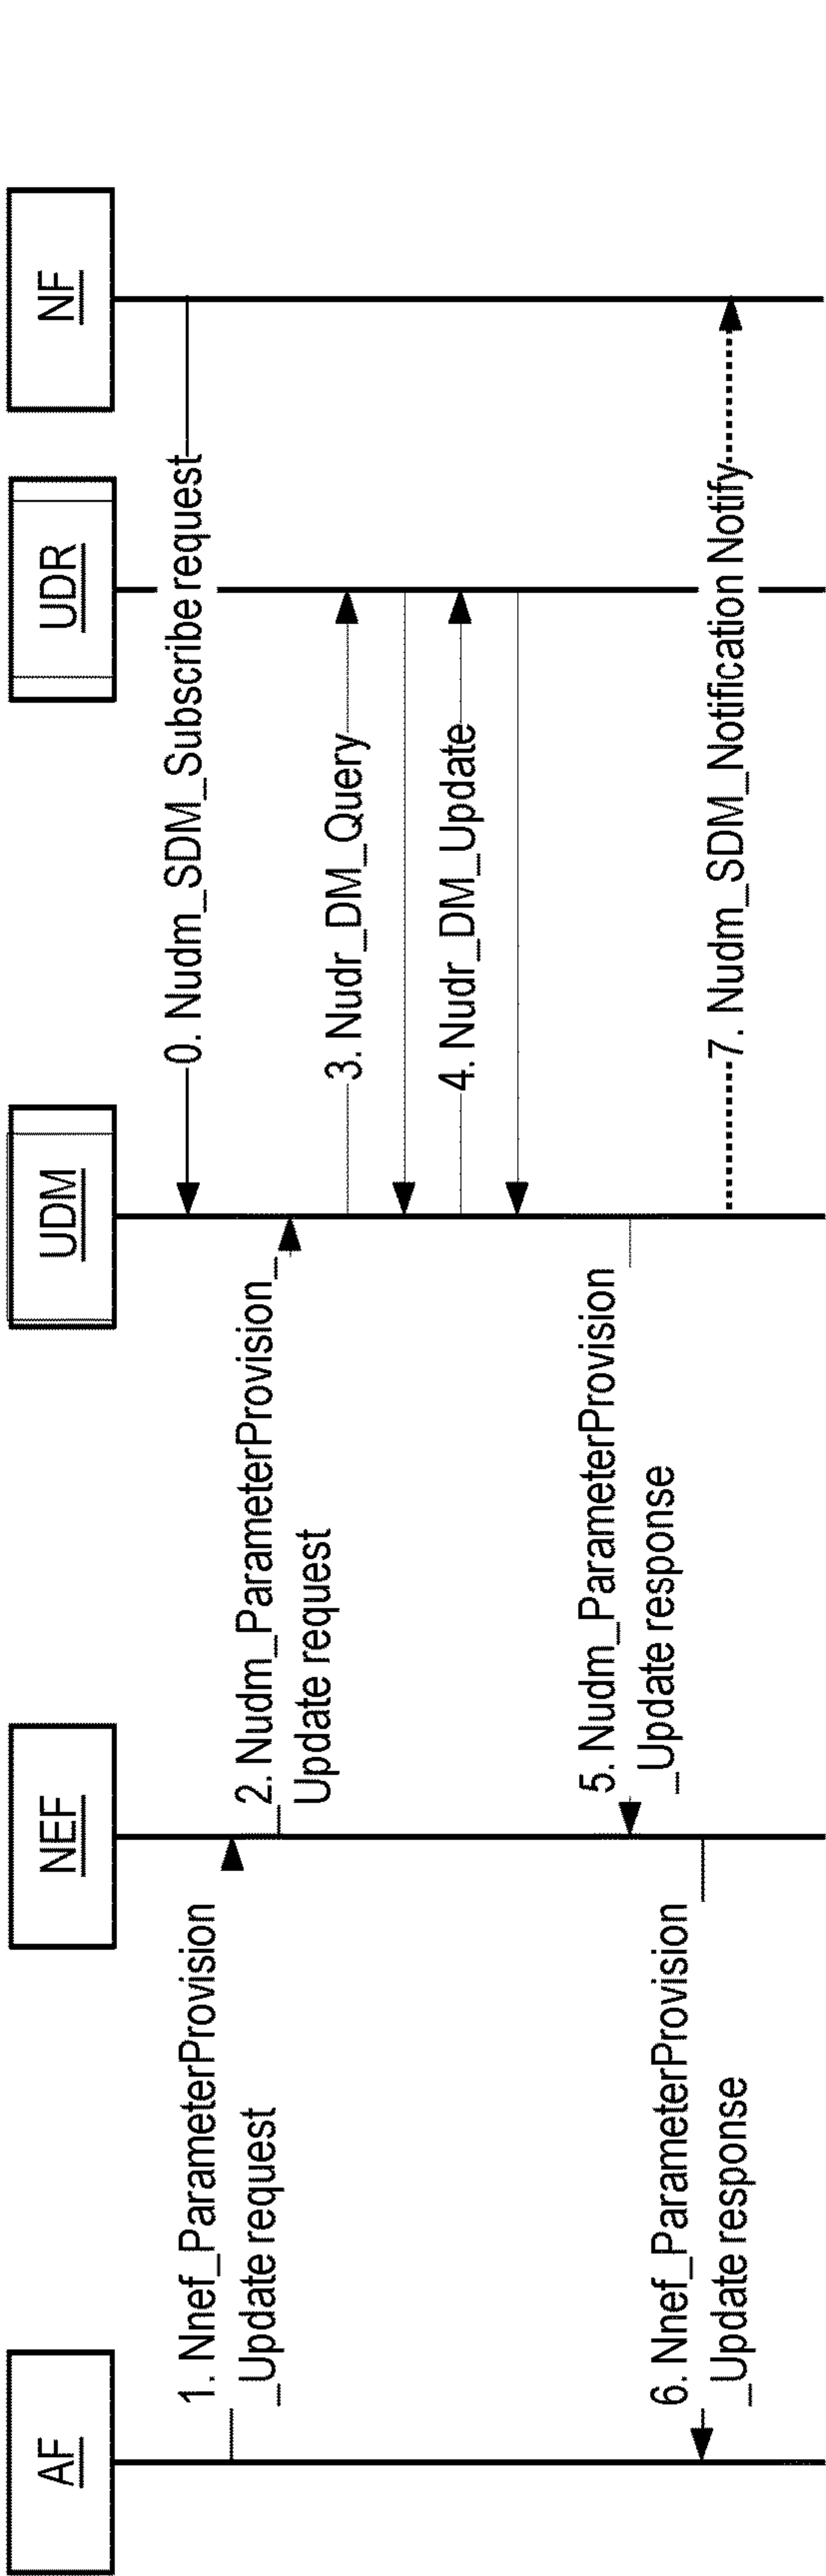 AF
NEF
UDM
UDR
NF
0. Nudm_SDM_Subscribe request
1. Nnef_ParameterProvision
_Update request
2. Nudm_ParameterProvision_
Update request
3. Nudr_DM_Query
4. Nudr_DM_Update
5. Nudm_ParameterProvision
_Update response
6. Nnef_ParameterProvision
_Update response
7. Nudm_SDM_Notification Notify